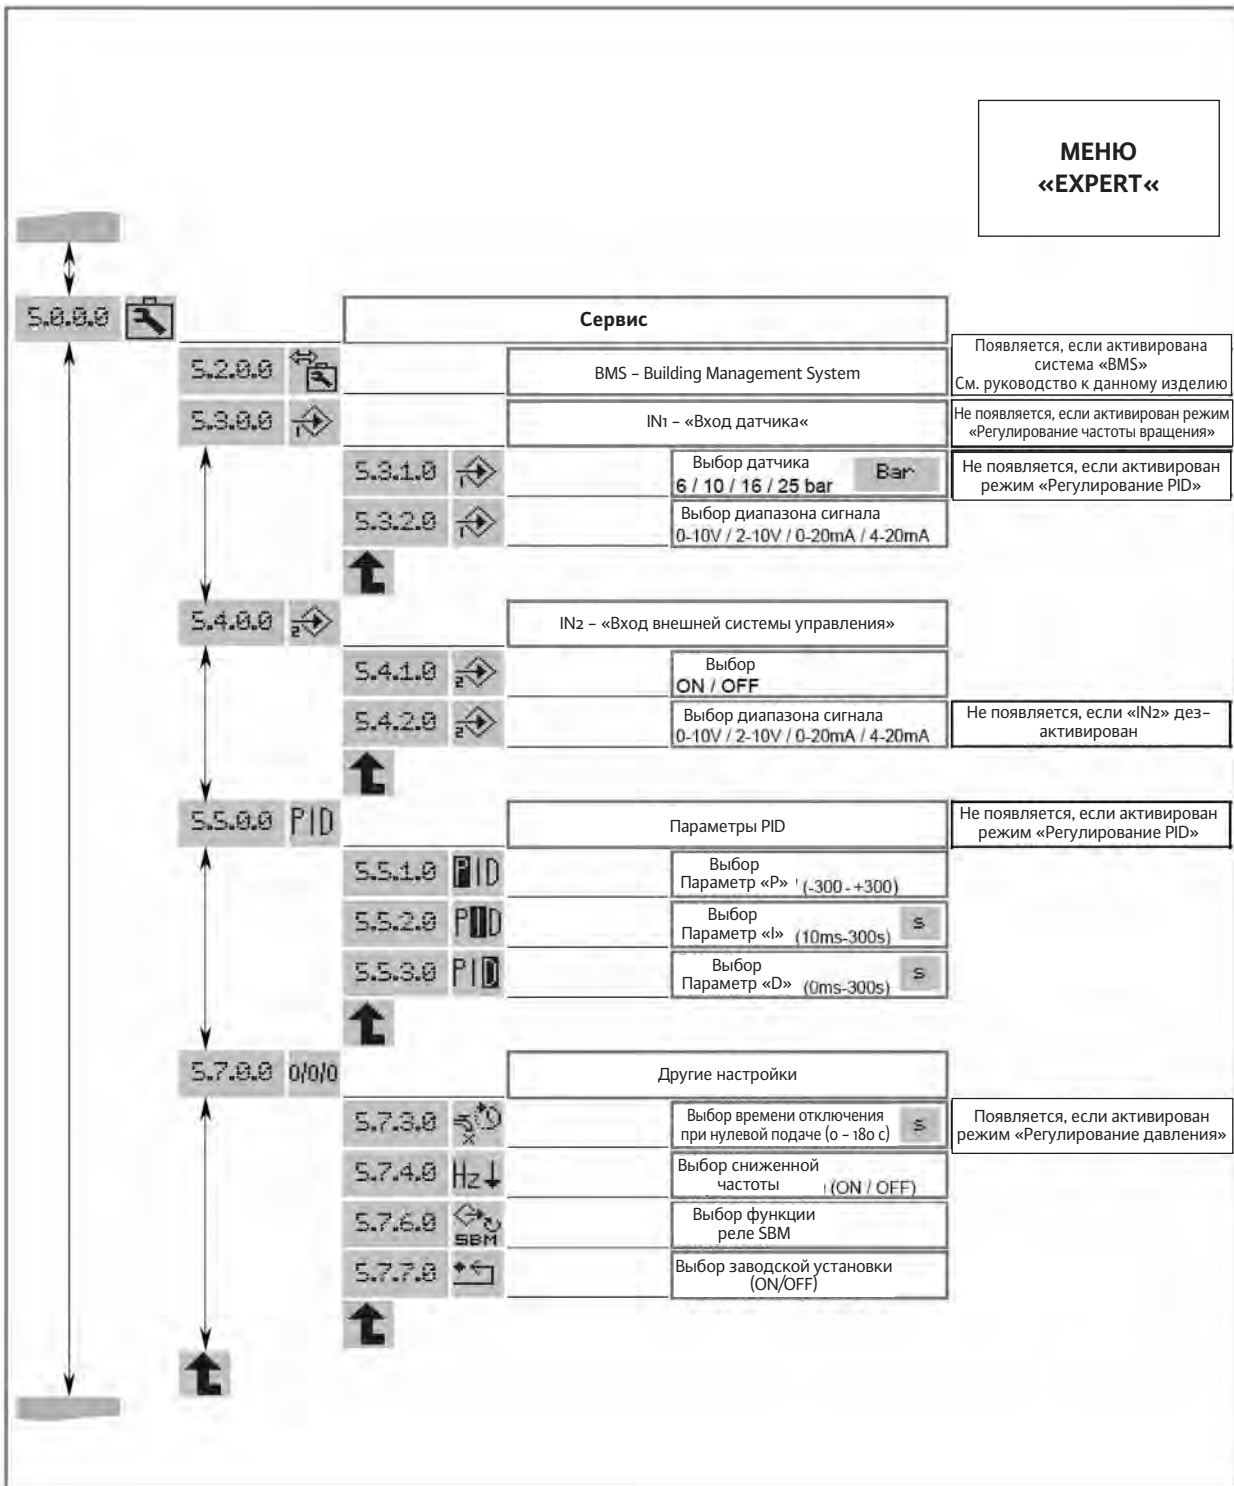 МЕНЮ
«EXPERT«
5.0.0.0
Сервис
5.2.0.0
BMS – Building Management System
Появляется, если активирована
система «BMS»
См. руководство к данному изделию
5.3.0.0
1
IN1 – «Вход датчика«
Не появляется, если активирован режим
«Регулирование частоты вращения»
5.3.1.0
1
Выбор датчика
6 / 10 / 16 / 25 bar
Bar
Не появляется, если активирован
режим «Регулирование PID»
5.3.2.0
1
Выбор диапазона сигнала
0-10V / 2-10V / 0-20mA / 4-20mA
5.4.0.0
2
IN2 – «Вход внешней системы управления»
5.4.1.0
2
Выбор
ON / OFF
5.4.2.0
2
Выбор диапазона сигнала
0-10V / 2-10V / 0-20mA / 4-20mA
Не появляется, если «IN2» дез-
активирован
5.5.0.0 PID
Параметры PID
Не появляется, если активирован
режим «Регулирование PID»
5.5.1.0 PID
Выбор
Параметр «P» (-300 - +300)
5.5.2.0 PID
Выбор
Параметр «I» (10ms-300s)
s
5.5.3.0 PID
Выбор
Параметр «D» (0ms-300s)
s
5.7.0.0 0/0/0
Другие настройки
5.7.3.0
X
Выбор времени отключения
при нулевой подаче (0 – 180 с)
s
Появляется, если активирован
режим «Регулирование давления»
5.7.4.0 Hz
Выбор сниженной
частоты (ON / OFF)
5.7.6.0
SBM
Выбор функции
реле SBM
5.7.7.0
Выбор заводской установки
(ON/OFF)